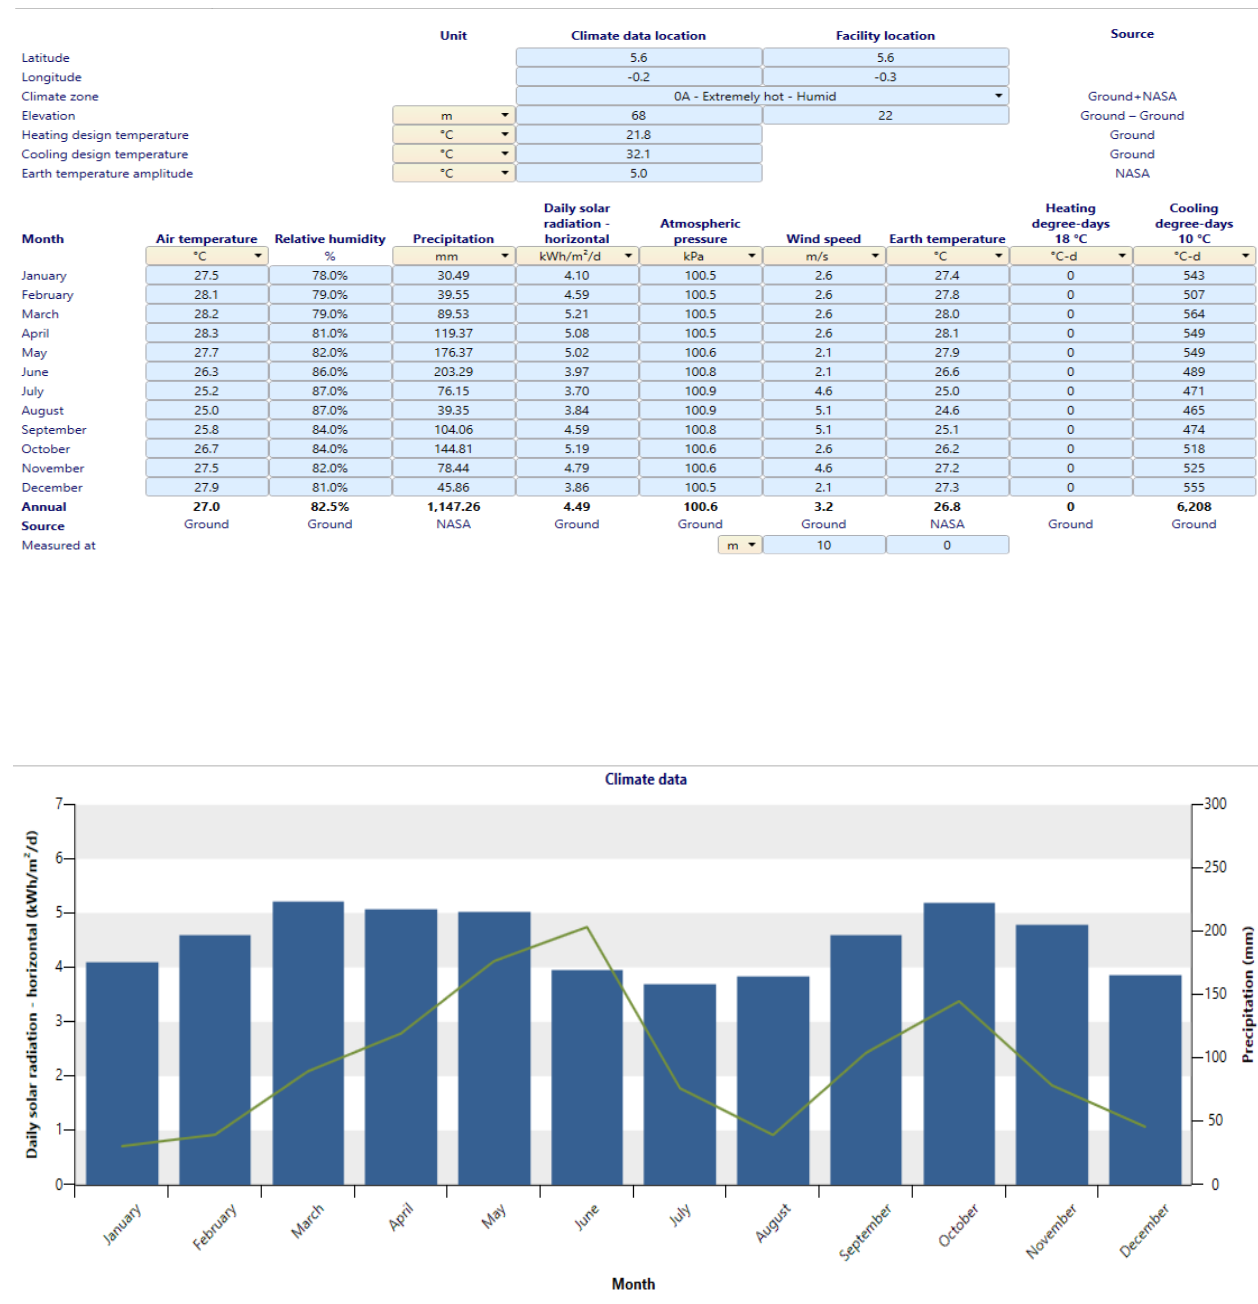 Unit Climate data location Facility location Source
Latitude 5.6 5.6
Longitude -0.2 -0.3
Climate zone 0A - Extremely hot - Humid Ground+NASA
Elevation m 68 22 Ground – Ground
Heating design temperature °C 21.8 Ground
Cooling design temperature °C 32.1 Ground
Earth temperature amplitude °C 5.0 NASA
Month Air temperature Relative humidity Precipitation Daily solar radiation - horizontal Atmospheric pressure Wind speed Earth temperature Heating degree-days 18 °C Cooling degree-days 10 °C
°C % mm kWh/m²/d kPa m/s °C °C-d °C-d
January 27.5 78.0% 30.49 4.10 100.5 2.6 27.4 0 543
February 28.1 79.0% 39.55 4.59 100.5 2.6 27.8 0 507
March 28.2 79.0% 89.53 5.21 100.5 2.6 28.0 0 564
April 28.3 81.0% 119.37 5.08 100.5 2.6 28.1 0 549
May 27.7 82.0% 176.37 5.02 100.6 2.1 27.9 0 549
June 26.3 86.0% 203.29 3.97 100.8 2.1 26.6 0 489
July 25.2 87.0% 76.15 3.70 100.9 4.6 25.0 0 471
August 25.0 87.0% 39.35 3.84 100.9 5.1 24.6 0 465
September 25.8 84.0% 104.06 4.59 100.8 5.1 25.1 0 474
October 26.7 84.0% 144.81 5.19 100.6 2.6 26.2 0 518
November 27.5 82.0% 78.44 4.79 100.6 4.6 27.2 0 525
December 27.9 81.0% 45.86 3.86 100.5 2.1 27.3 0 555
Annual 27.0 82.5% 1,147.26 4.49 100.6 3.2 26.8 0 6,208
Source Ground Ground NASA Ground Ground Ground NASA Ground Ground
Measured at m 10 0
Climate data
Daily solar radiation - horizontal (kWh/m²/d)
7
6
5
4
3
2
1
0
300
250
200
150
100
50
0
Precipitation (mm)
January February March April May June July August September October November December
Month